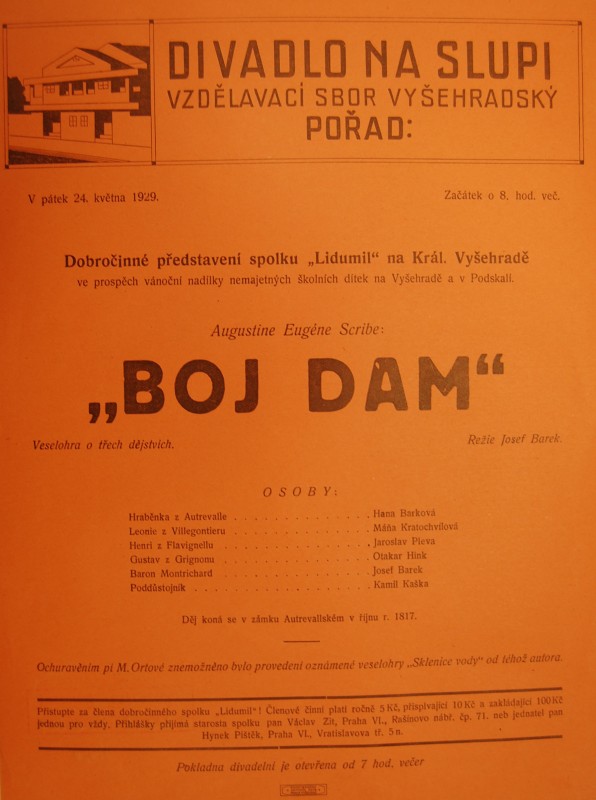 DIVADLO NA SLUPI
VZDĚLAVACÍ SBOR VYŠEHRADSKÝ
POŘAD:
V pátek 24. května 1929.
Začátek o 8. hod. več.
Dobročinné představeni spolku „Lidumil“ na Král. Vyšehradě
ve prospěch vánoční nadílky nemajetných školních dítek na Vyšehradě a v Podskalí.
Augustine Eugéne Scribe:
„BOJ DAM“
Veselohra o třech dějstvích.
Režie Josef Barek.
OSOBY:
Hraběnka z Autrevalle . . . . . . . . . . . . . . Hana Barková
Leonie z Villegontieru . . . . . . . . . . . . . . Máňa Kratochvílová
Henri z Flavignellu . . . . . . . . . . . . . . Jaroslav Pleva
Gustav z Grignonu . . . . . . . . . . . . . . Otakar Hink
Baron Montrichard . . . . . . . . . . . . . . Josef Barek
Poddůstojník . . . . . . . . . . . . . . Kamil Kaška
Děj koná se v zámku Autrevallském v říjnu r. 1817.
Ochuravěním pí M. Ortové znemožněno bylo provedení oznámené veselohry „Sklenice vody“ od téhož autora.
Přistupte za člena dobročinného spolku „Lidumil“! Členové činní platí ročně 5 Kč, přispívající 10 Kč a zakládající 100 Kč
jednou pro vždy. Přihlášky přijímá starosta spolku pan Václav Zít, Praha VI., Rašínovo nábř. čp. 71. neb jednatel pan
Hynek Pištěk, Praha VI., Vratislavova tř. 5 n.
Pokladna divadelní je otevřena od 7 hod, večer